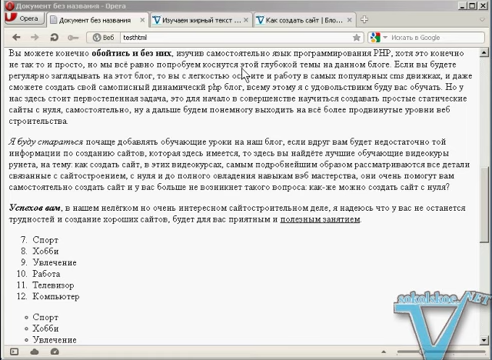 Документ без названия - Opera
Opera
Документ без названия
Изучаем жирный текст ...
Как создать сайт | Бло...
Веб
testhtml
Искать в Google
Вы можете конечно обойтись и без них, изучив самостоятельно язык программирования PHP, хотя это конечно
не так то и просто, но мы всё равно попробуем коснутся этой глубокой темы на данном блоге. Если вы будете
регулярно заглядывать на этот блог, то вы с легкостью освоите и работу в самых популярных cms движках, и даже
сможете создать свой самописный динамическй php блог, всему этому я с удовольствием буду вас обучать. Но у
нас здесь стоит первостепенная задача, это для начало в совершенстве научиться создавать простые статические
сайты с нуля, самостоятельно, ну а дальше будем понемногу выходить на всё более продвинутые уровни веб
строительства.
Я буду стараться почаще добавлять обучающие уроки на наш блог, если вдруг вам будет недостаточно той
информации по созданию сайтов, которая здесь имеется, то здесь вы найдёте лучшие обучающие видеокурсы
рунета, на тему: как создать сайт, в этих видеокурсах, самым подробнейшим образом рассматриваются все детали
связанные с сайтостроением, с нуля и до полного овладения навыкам вэб мастерства, они очень помогут вам
самостоятельно создать сайт и у вас больше не возникнет такого вопроса: как-же можно создать сайт с нуля?
Успехов вам, в нашем нелёгком но очень интересном сайтостроительном деле, я надеюсь что у вас не останется
трудностей и создание хороших сайтов, будет для вас приятным и полезным занятием.
7. Спорт
8. Хобби
9. Увлечение
10. Работа
11. Телевизор
12. Компьютер
Спорт
Хобби
Увлечение